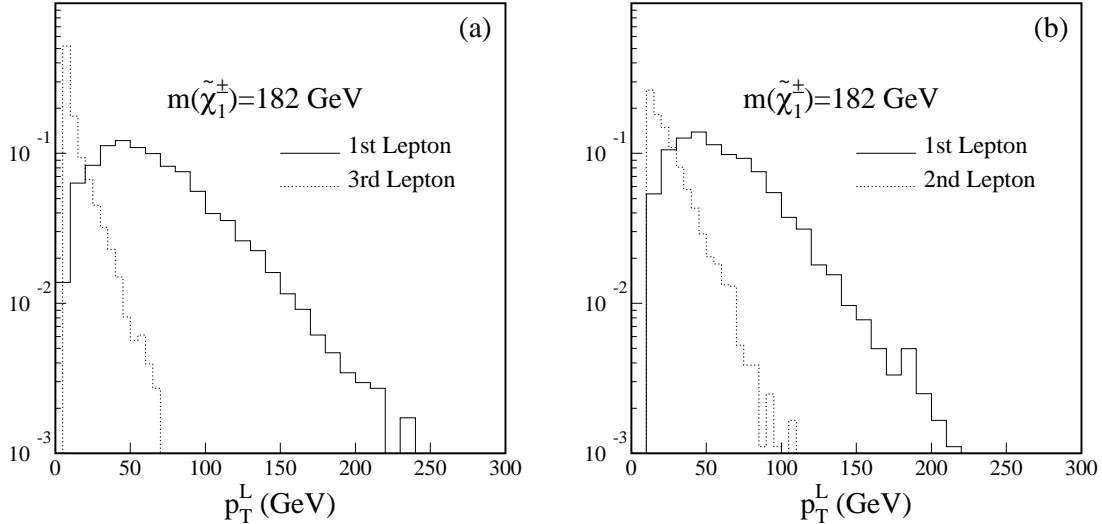 (a)
m(χ̃₁±)=182 GeV
1st Lepton
3rd Lepton
10⁻¹
10⁻²
10⁻³
0 50 100 150 200 250 300
p_T^L (GeV)
(b)
m(χ̃₁±)=182 GeV
1st Lepton
2nd Lepton
10⁻¹
10⁻²
10⁻³
0 50 100 150 200 250 300
p_T^L (GeV)